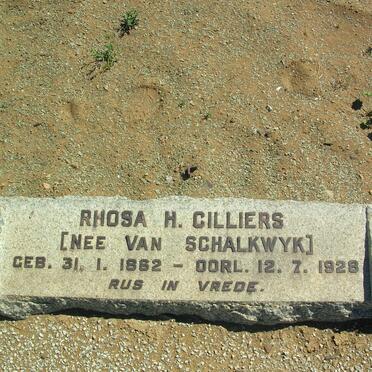 RHOSA H. CILLIERS
[NEE VAN SCHALKWYK]
GEB. 31. 1. 1862 - OORL. 12. 7. 1928
RUS IN VREDE.